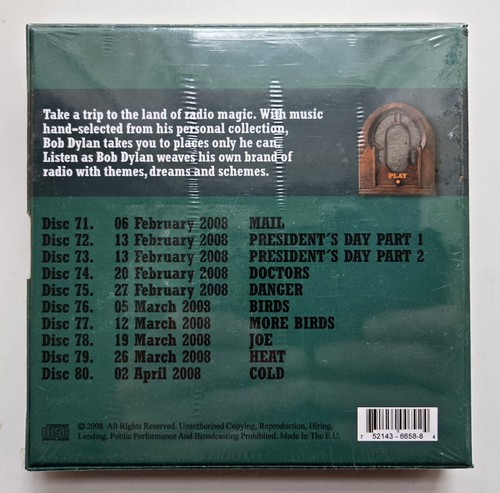 Take a trip to the land of radio magic. With music
hand-selected from his personal collection,
Bob Dylan takes you to places only he can.
Listen as Bob Dylan weaves his own brand of
radio with themes, dreams and schemes.
PLAY
Disc 71. 06 February 2008 MAIL
Disc 72. 13 February 2008 PRESIDENT´S DAY PART 1
Disc 73. 13 February 2008 PRESIDENT´S DAY PART 2
Disc 74. 20 February 2008 DOCTORS
Disc 75. 27 February 2008 DANGER
Disc 76. 05 March 2008 BIRDS
Disc 77. 12 March 2008 MORE BIRDS
Disc 78. 19 March 2008 JOE
Disc 79. 26 March 2008 HEAT
Disc 80. 02 April 2008 COLD
©2008 All Rights Reserved. Unauthorized Copying, Reproduction, Hiring,
Lending, Public Performance And Broadcasting Prohibited. Made In The E.U.
7 52143 6658-8 4